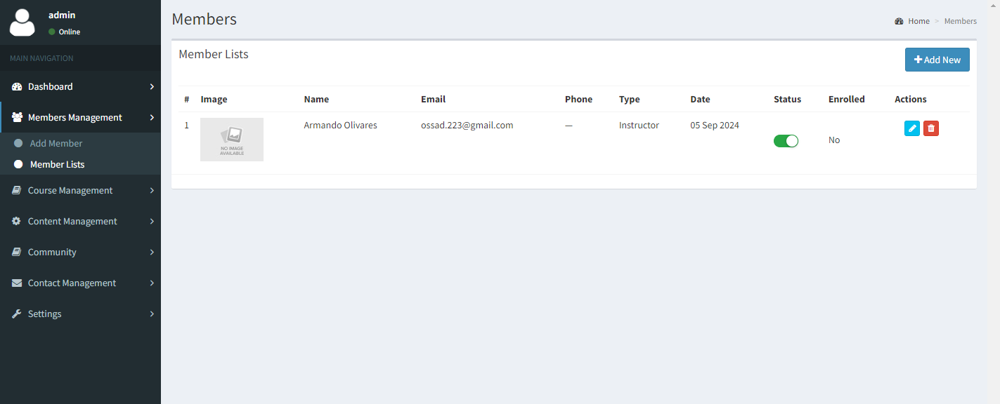 admin
Online
MAIN NAVIGATION
Dashboard
Members Management
Add Member
Member Lists
Course Management
Content Management
Community
Contact Management
Settings
Members
Home > Members
Member Lists
Add New
# Image Name Email Phone Type Date Status Enrolled Actions
1 Armando Olivares ossad.223@gmail.com — Instructor 05 Sep 2024 No
NO IMAGE
AVAILABLE